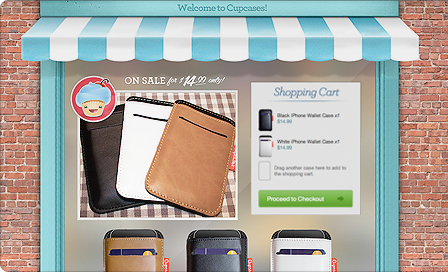 Welcome to Cupcases!
ON SALE for $14.99 only!
Shopping Cart
Black iPhone Wallet Case x1
$14.99
White iPhone Wallet Case x1
$14.99
Drag another case here to add to
the shopping cart.
Proceed to Checkout